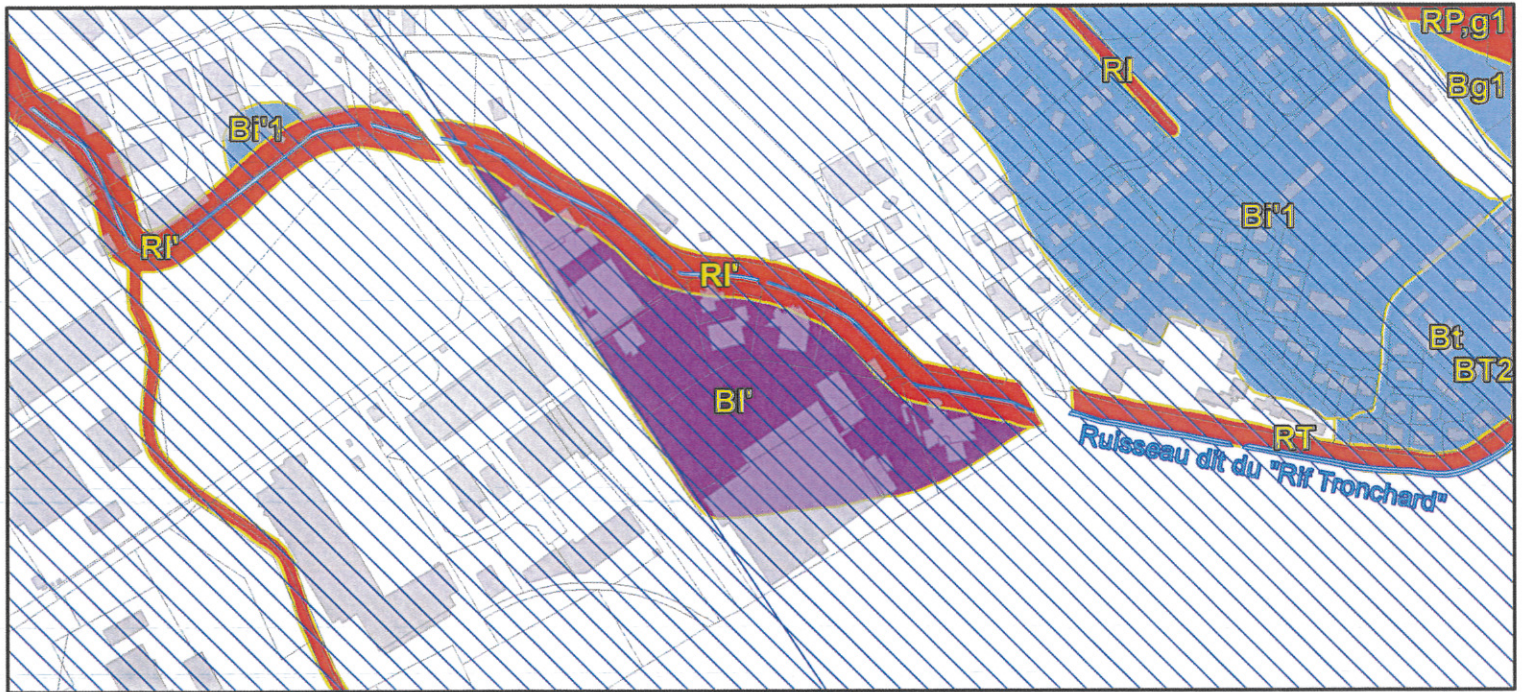 RP,g1
RI
Bg1
Bi'1
Bi'1
RI'
RI'
Bt
BT2
BI'
RT
Ruisseau dit du "Rif Tronchard"